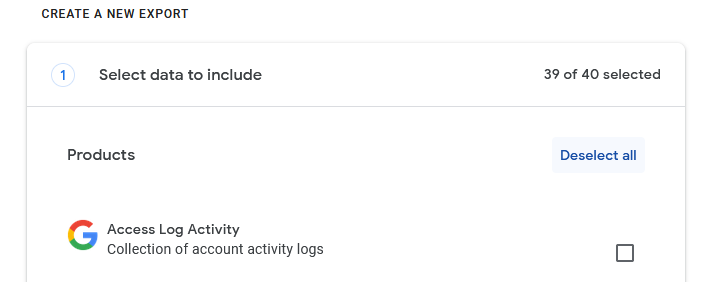 CREATE A NEW EXPORT
1 Select data to include 39 of 40 selected
Products Deselect all
Access Log Activity
Collection of account activity logs